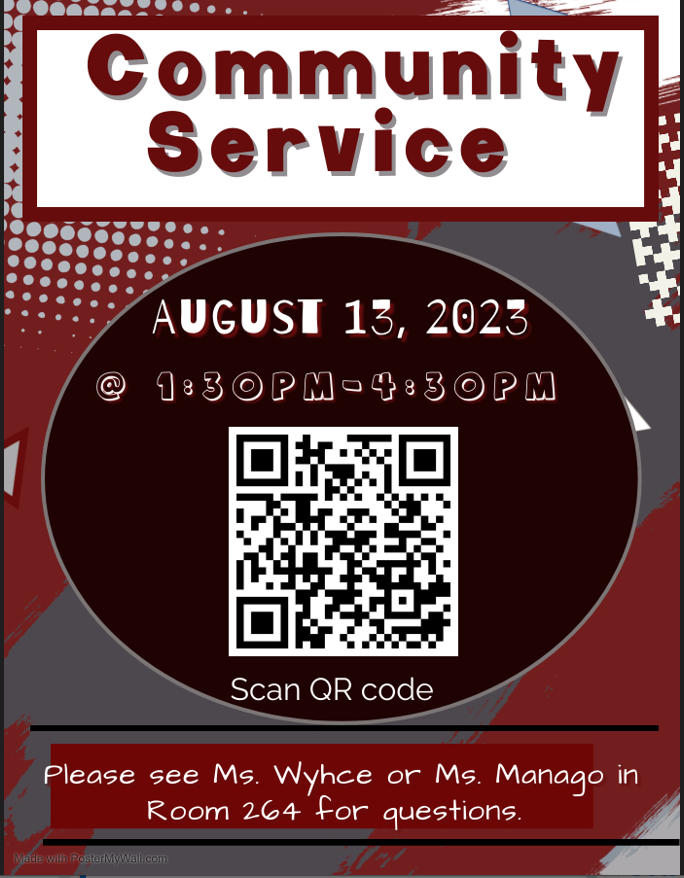 Community
Service
AUGUST 13, 2023
@ 1:30PM-4:30PM
Scan QR code
Please see Ms. Wyhce or Ms. Manago in
Room 264 for questions.
Made with PosterMyWall.com